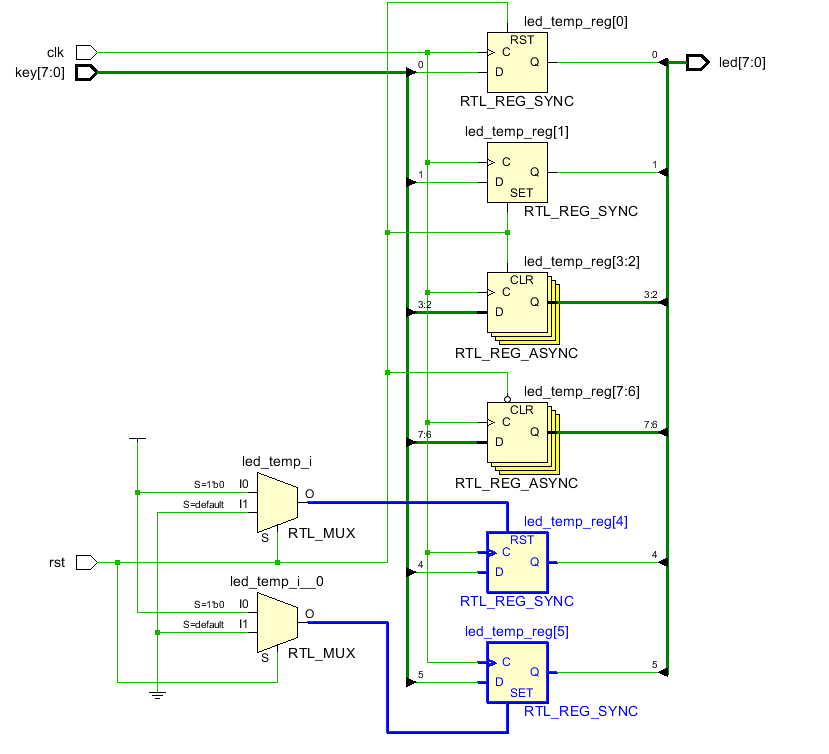 led_temp_reg[0]
clk
key[7:0]
RST
C
D
Q
0
0
led[7:0]
RTL_REG_SYNC
led_temp_reg[1]
C
D
Q
SET
1
1
RTL_REG_SYNC
led_temp_reg[3:2]
CLR
C
D
Q
3:2
3:2
RTL_REG_ASYNC
led_temp_reg[7:6]
CLR
C
D
Q
7:6
7:6
RTL_REG_ASYNC
led_temp_i
S=1'b0
I0
S=default
I1
O
S
RTL_MUX
led_temp_reg[4]
RST
C
D
Q
4
4
RTL_REG_SYNC
rst
led_temp_i__0
S=1'b0
I0
S=default
I1
O
S
RTL_MUX
led_temp_reg[5]
C
D
Q
SET
5
5
RTL_REG_SYNC